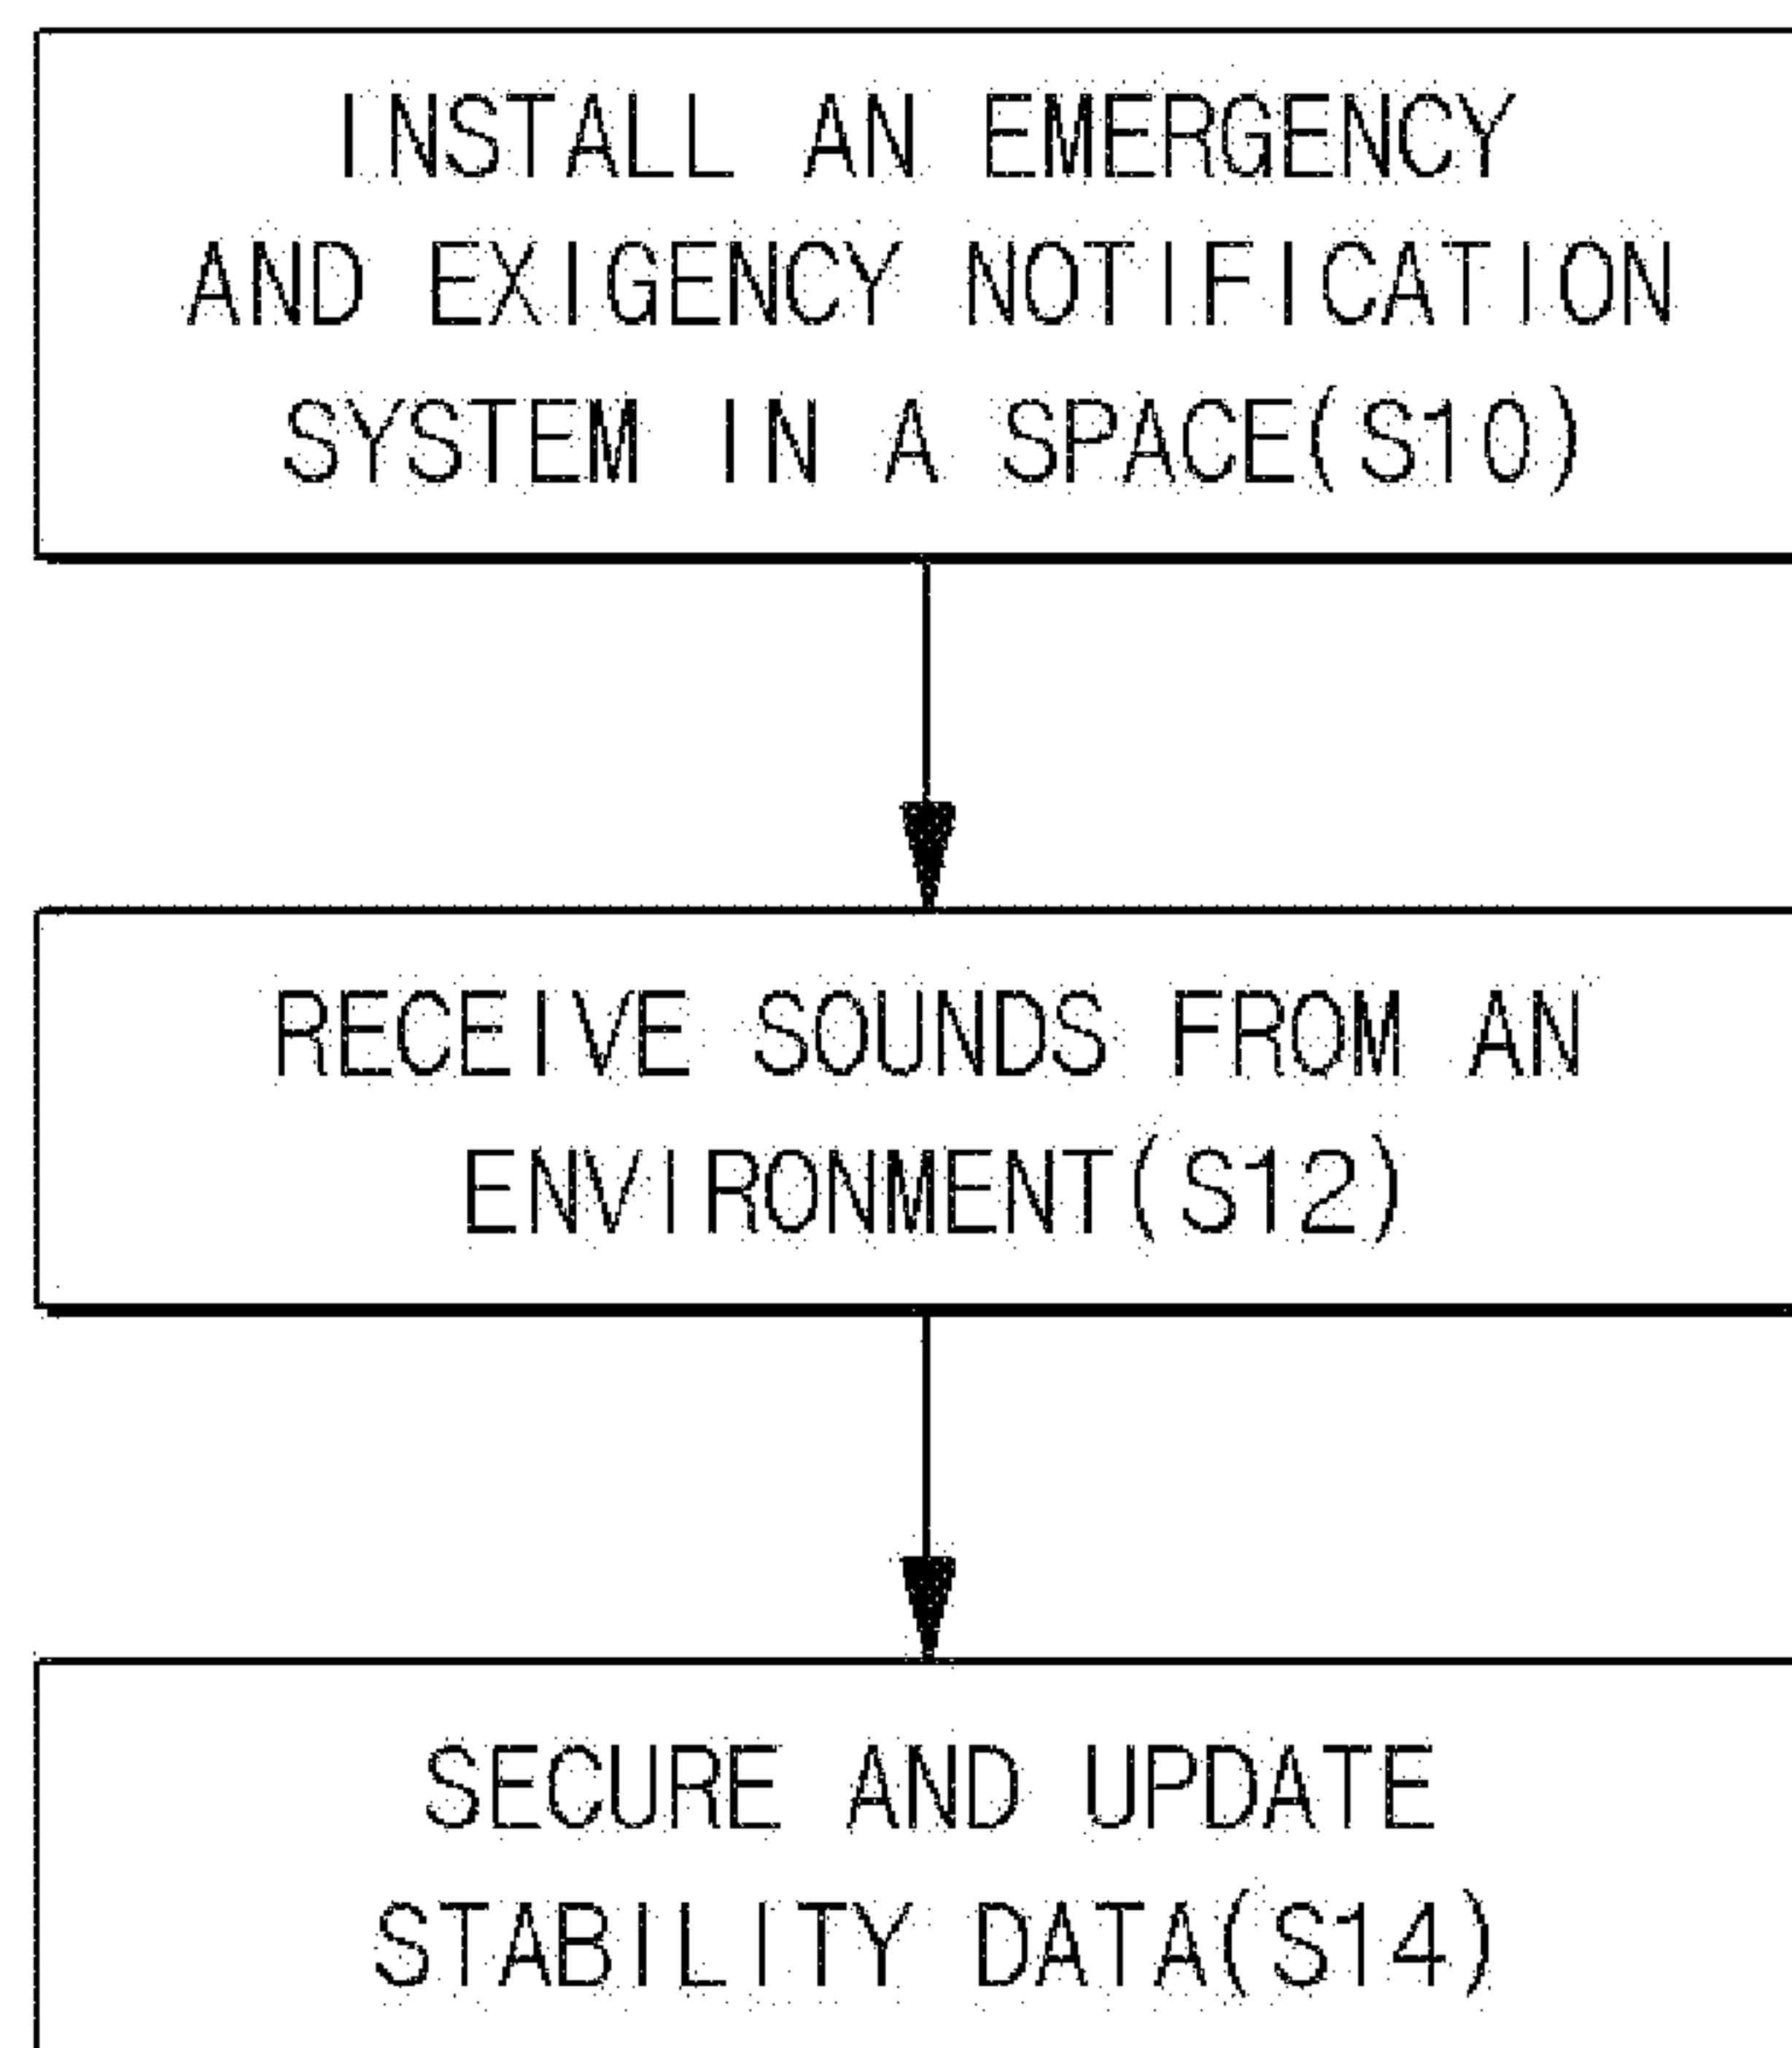 INSTALL AN EMERGENCY
AND EXIGENCY NOTIFICATION
SYSTEM IN A SPACE(S10)
RECEIVE SOUNDS FROM AN
ENVIRONMENT(S12)
SECURE AND UPDATE
STABILITY DATA(S14)